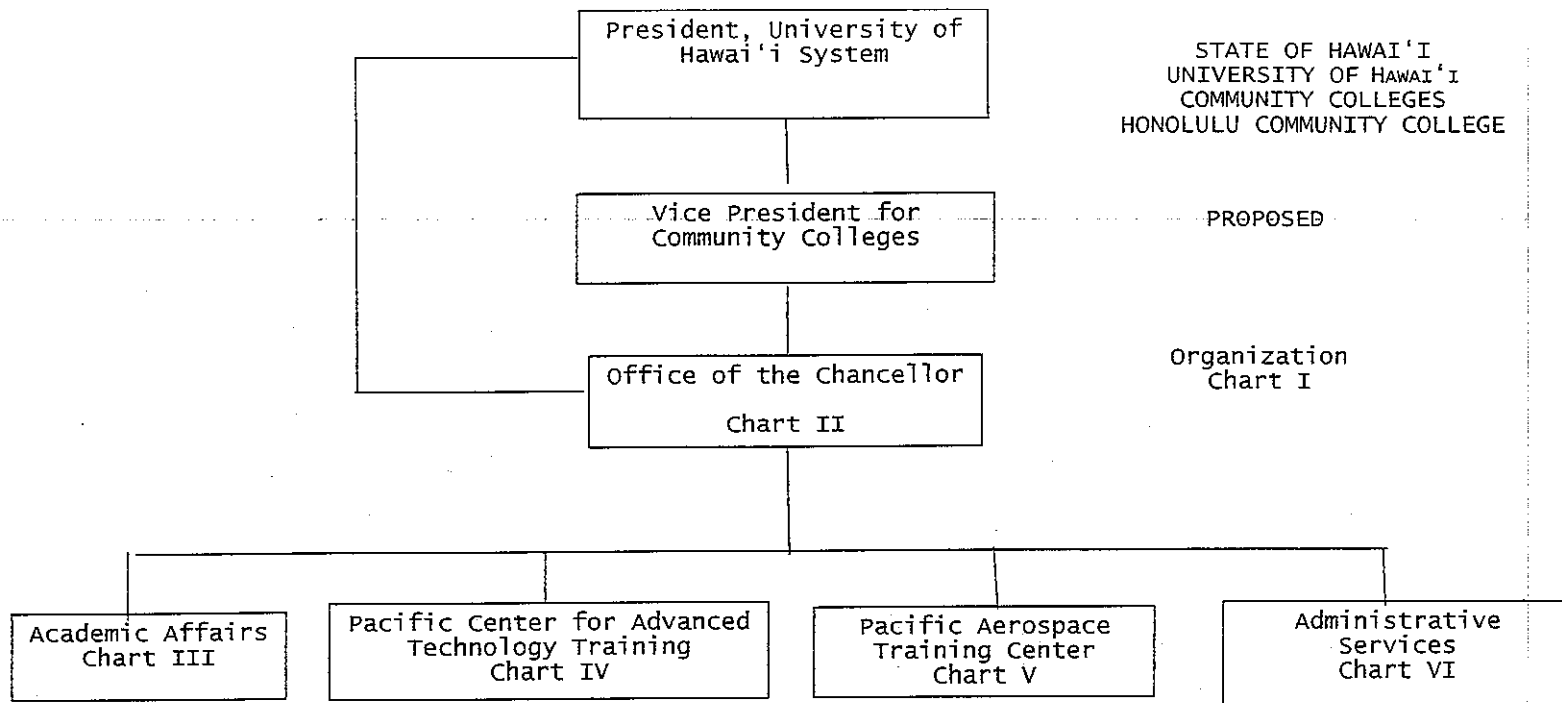 President, University of
Hawai'i System
STATE OF HAWAI'I
UNIVERSITY OF HAWAI'I
COMMUNITY COLLEGES
HONOLULU COMMUNITY COLLEGE
Vice President for
Community Colleges
PROPOSED
Office of the Chancellor
Chart II
Organization
Chart I
Academic Affairs
Chart III
Pacific Center for Advanced
Technology Training
Chart IV
Pacific Aerospace
Training Center
Chart V
Administrative
Services
Chart VI